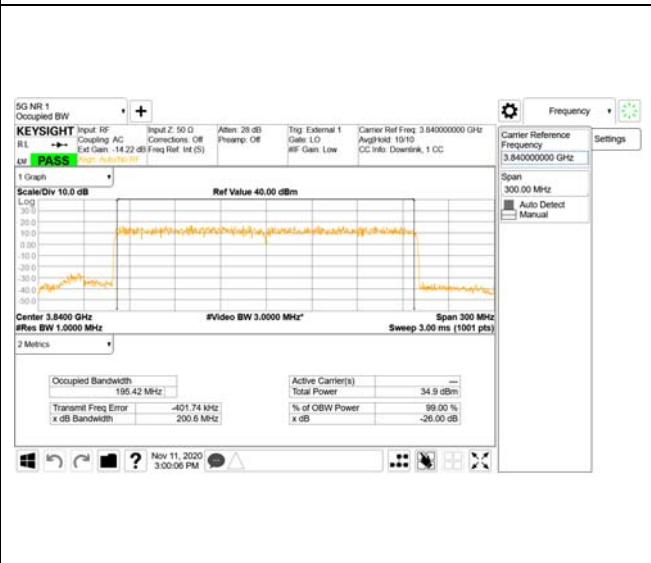 5G NR 1
Occupied BW
+
Frequency
KEYSIGHT
R L
PASS
Input: RF
Coupling: AC
Ext Gain: -14.22 dB
Align: Auto/No RF
Input Z: 50 Ω
Corrections: Off
Freq Ref: Int (S)
Atten: 28 dB
Preamp: Off
Trig: External 1
Gate: LO
#IF Gain: Low
Carrier Ref Freq: 3.840000000 GHz
Avg|Hold: 10/10
CC Info: Downlink, 1 CC
Carrier Reference
Frequency
3.840000000 GHz
Settings
Span
300.00 MHz
Auto Detect
Manual
1 Graph
Scale/Div 10.0 dB
Ref Value 40.00 dBm
Log
30.0
20.0
10.0
0.00
-10.0
-20.0
-30.0
-40.0
-50.0
Center 3.8400 GHz
#Video BW 3.0000 MHz*
Span 300 MHz
#Res BW 1.0000 MHz
Sweep 3.00 ms (1001 pts)
2 Metrics
Occupied Bandwidth
195.42 MHz
Active Carrier(s)
---
Total Power
34.9 dBm
Transmit Freq Error
-401.74 kHz
% of OBW Power
99.00 %
x dB Bandwidth
200.6 MHz
x dB
-26.00 dB
?
Nov 11, 2020
3:00:06 PM